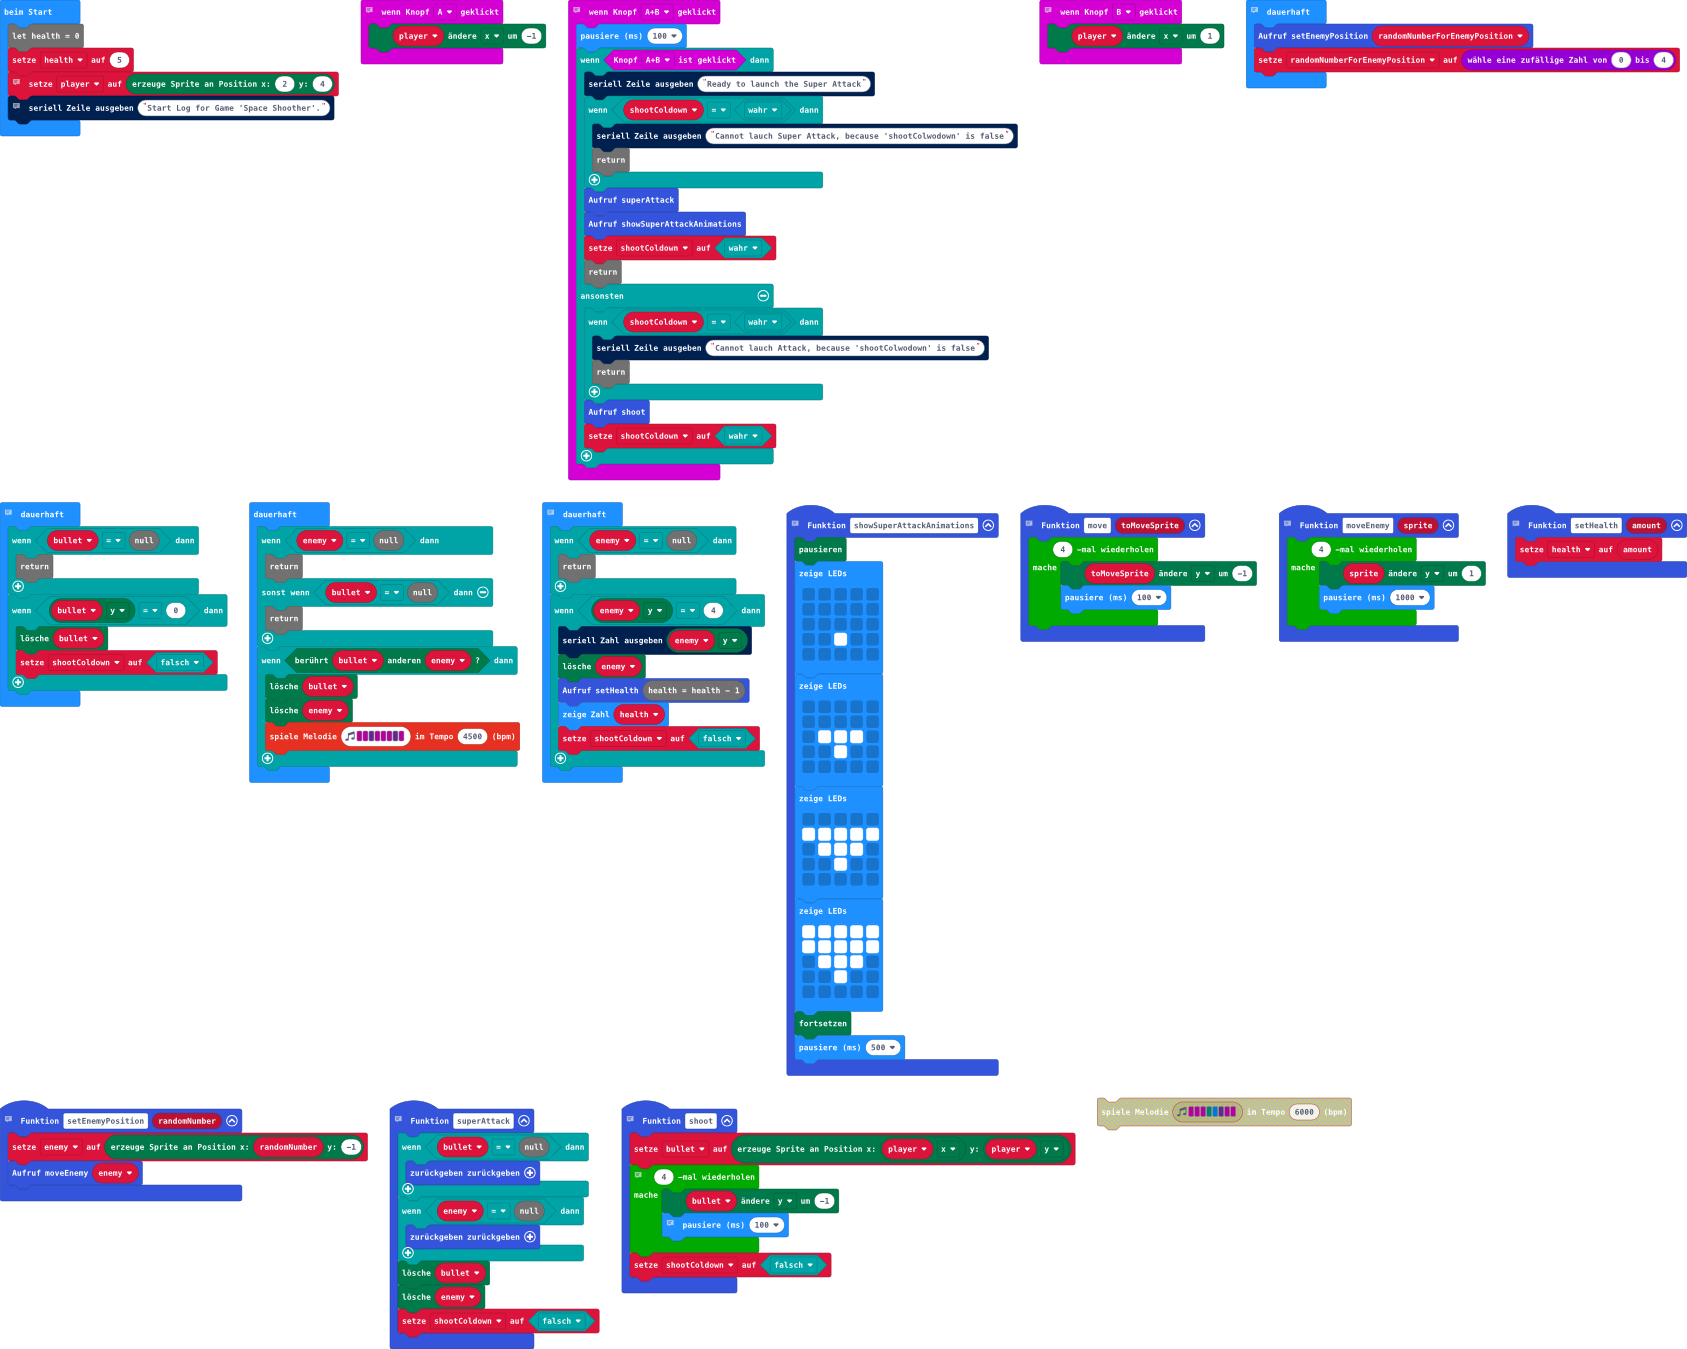 beim Start
let health = 0
setze health auf 5
setze player auf erzeuge Sprite an Position x: 2 y: 4
seriell Zeile ausgeben "Start Log for Game 'Space Shoother'."
wenn Knopf A geklickt
player ändere x um -1
wenn Knopf A+B geklickt
pausiere (ms) 100
wenn Knopf A+B ist geklickt dann
seriell Zeile ausgeben "Ready to launch the Super Attack"
wenn shootColdown = wahr dann
seriell Zeile ausgeben "Cannot lauch Super Attack, because 'shootColwodown' is false"
return
Aufruf superAttack
Aufruf showSuperAttackAnimations
setze shootColdown auf wahr
return
ansonsten
wenn shootColdown = wahr dann
seriell Zeile ausgeben "Cannot lauch Attack, because 'shootColwodown' is false"
return
Aufruf shoot
setze shootColdown auf wahr
wenn Knopf B geklickt
player ändere x um 1
dauerhaft
Aufruf setEnemyPosition randomNumberForEnemyPosition
setze randomNumberForEnemyPosition auf wähle eine zufällige Zahl von 0 bis 4
dauerhaft
wenn bullet = null dann
return
wenn bullet y = 0 dann
lösche bullet
setze shootColdown auf falsch
dauerhaft
wenn enemy = null dann
return
sonst wenn bullet = null dann
return
wenn berührt bullet anderen enemy ? dann
lösche bullet
lösche enemy
spiele Melodie im Tempo 4500 (bpm)
dauerhaft
wenn enemy = null dann
return
wenn enemy y = 4 dann
seriell Zahl ausgeben enemy y
lösche enemy
Aufruf setHealth health = health - 1
zeige Zahl health
setze shootColdown auf falsch
Funktion showSuperAttackAnimations
pausieren
zeige LEDs
zeige LEDs
zeige LEDs
zeige LEDs
fortsetzen
pausiere (ms) 500
Funktion move toMoveSprite
4 -mal wiederholen
mache toMoveSprite ändere y um -1
pausiere (ms) 100
Funktion moveEnemy sprite
4 -mal wiederholen
mache sprite ändere y um 1
pausiere (ms) 1000
Funktion setHealth amount
setze health auf amount
Funktion setEnemyPosition randomNumber
setze enemy auf erzeuge Sprite an Position x: randomNumber y: -1
Aufruf moveEnemy enemy
Funktion superAttack
wenn bullet = null dann
zurückgeben zurückgeben
wenn enemy = null dann
zurückgeben zurückgeben
lösche bullet
lösche enemy
setze shootColdown auf falsch
Funktion shoot
setze bullet auf erzeuge Sprite an Position x: player x y: player y
4 -mal wiederholen
mache bullet ändere y um -1
pausiere (ms) 100
setze shootColdown auf falsch
spiele Melodie im Tempo 6000 (bpm)